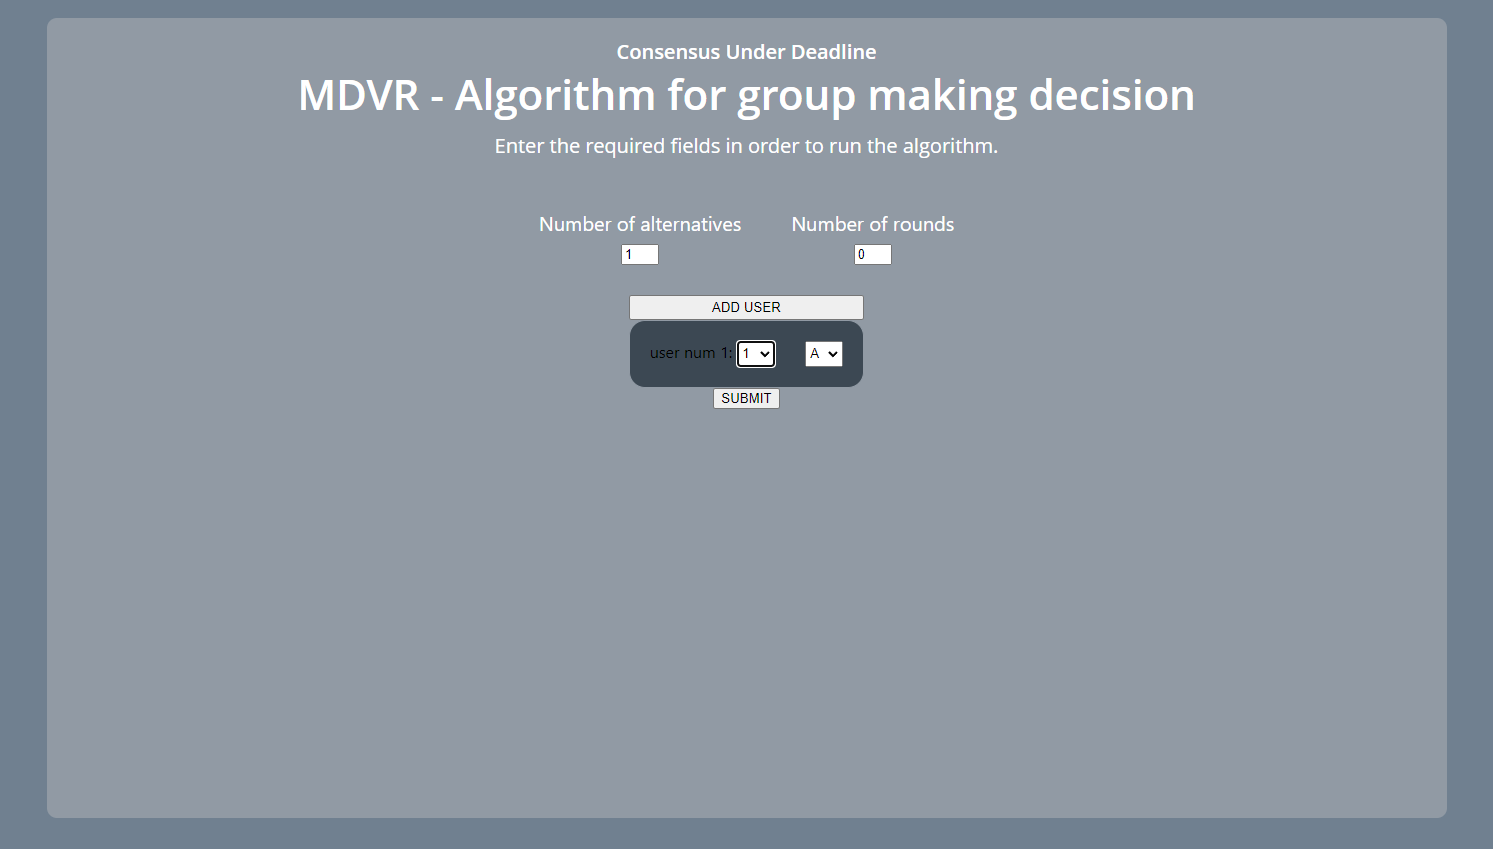 Consensus Under Deadline
MDVR - Algorithm for group making decision
Enter the required fields in order to run the algorithm.
Number of alternatives Number of rounds
1 0
ADD USER
user num 1: 1 A
SUBMIT